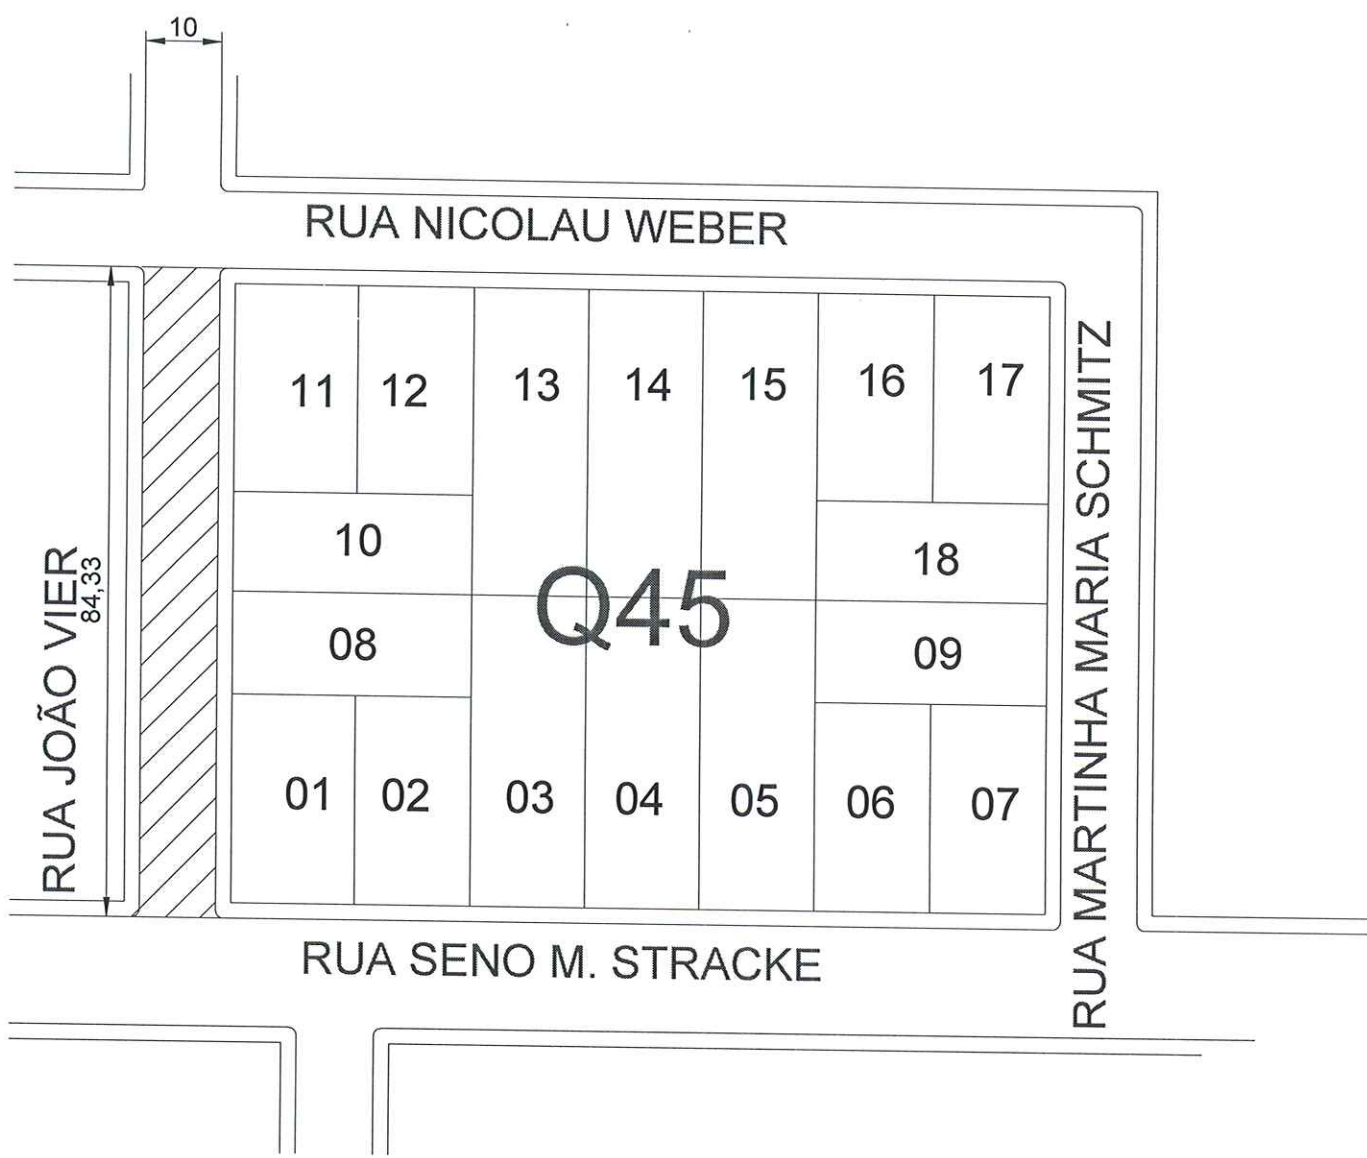 10
RUA NICOLAU WEBER
11 12 13 14 15 16 17
10 18
Q45
08 09
01 02 03 04 05 06 07
RUA JOÃO VIER
84,33
RUA MARTINHA MARIA SCHMITZ
RUA SENO M. STRACKE